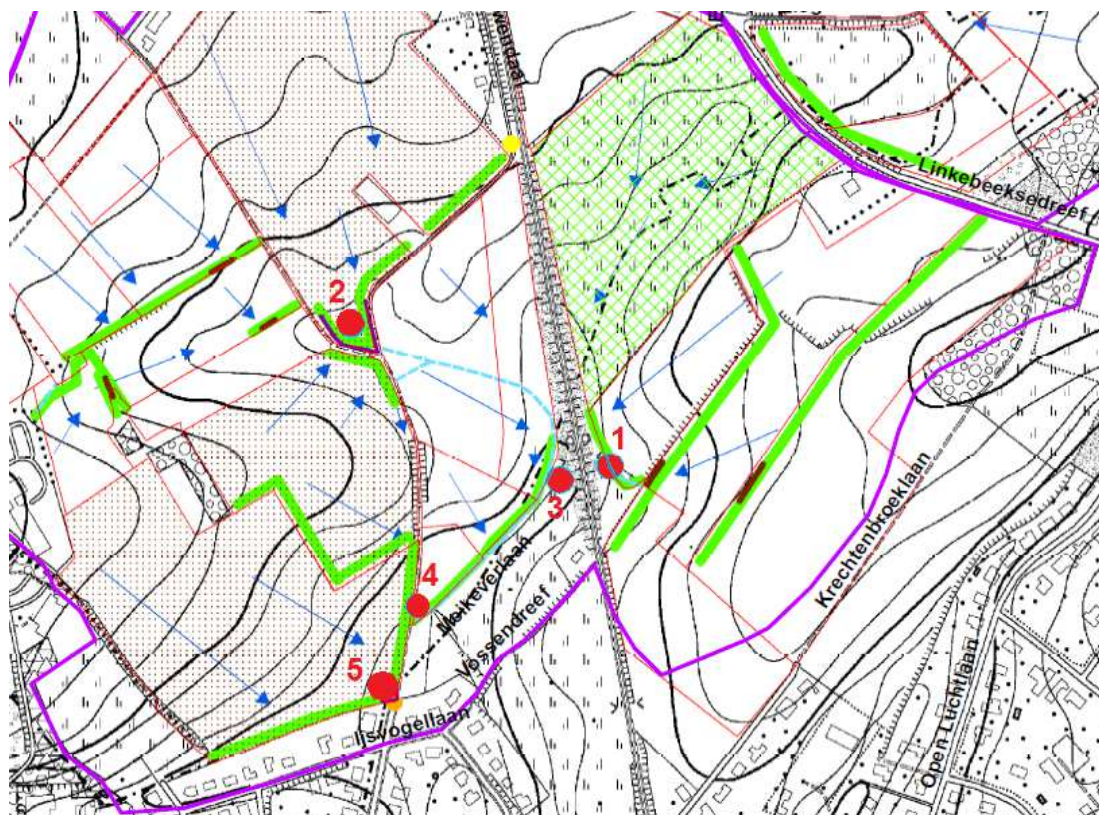 Linkebeeksedreef
2
1
3
4
Meikeverlaan
Krechtenbroeklaan
Vossendreef
5
Ijsvogellaan
Open Luchtlaan